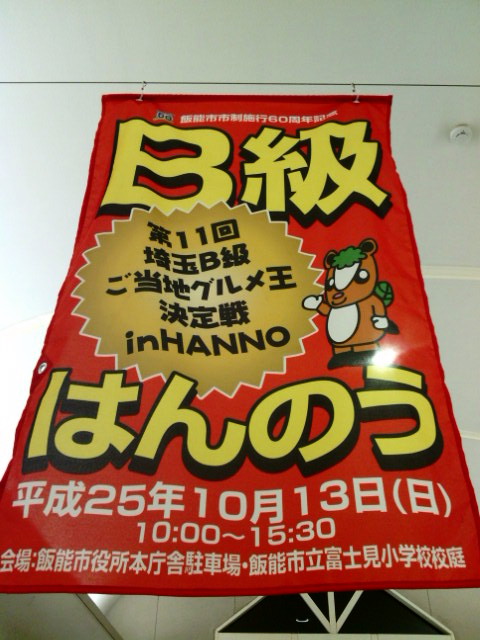 飯能市市制施行60周年記念
B級
第11回
埼玉B級
ご当地グルメ王
決定戦
inHANNO
はんのう
平成25年10月13日(日)
10:00～15:30
会場:飯能市役所本庁舎駐車場・飯能市立富士見小学校校庭